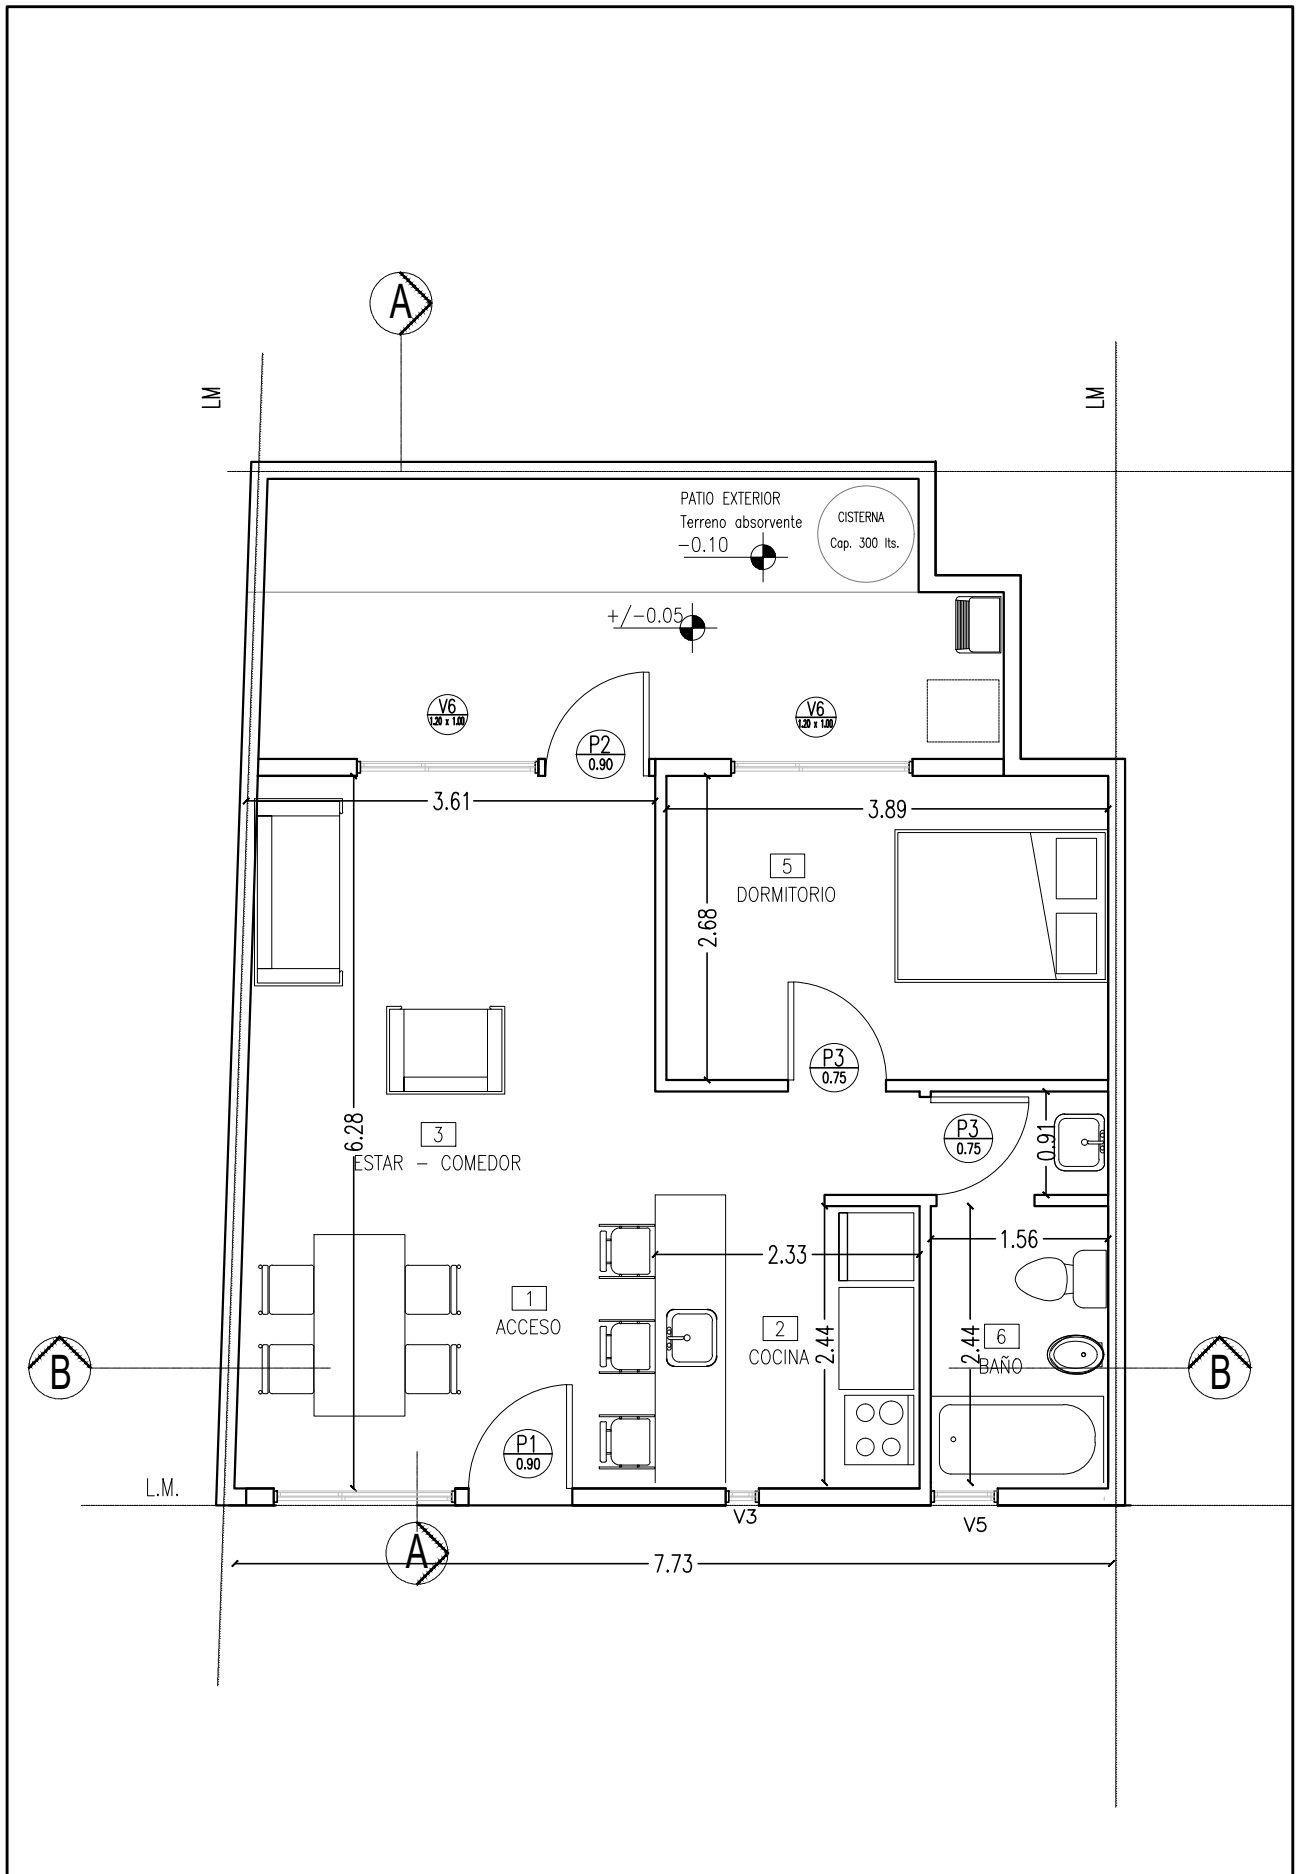 A
LM
LM
PATIO EXTERIOR
Terreno absorvente
-0.10
CISTERNA
Cap. 300 lts.
+/-0.05
V6
1.20 x 1.00
V6
1.20 x 1.00
P2
0.90
3.61
3.89
5
DORMITORIO
2.68
P3
0.75
3
6.28
ESTAR - COMEDOR
P3
0.75
0.91
2.33
1.56
1
ACCESO
2
COCINA
2.44
6
2.44
BAÑO
B
B
P1
0.90
L.M.
V3
V5
A
7.73